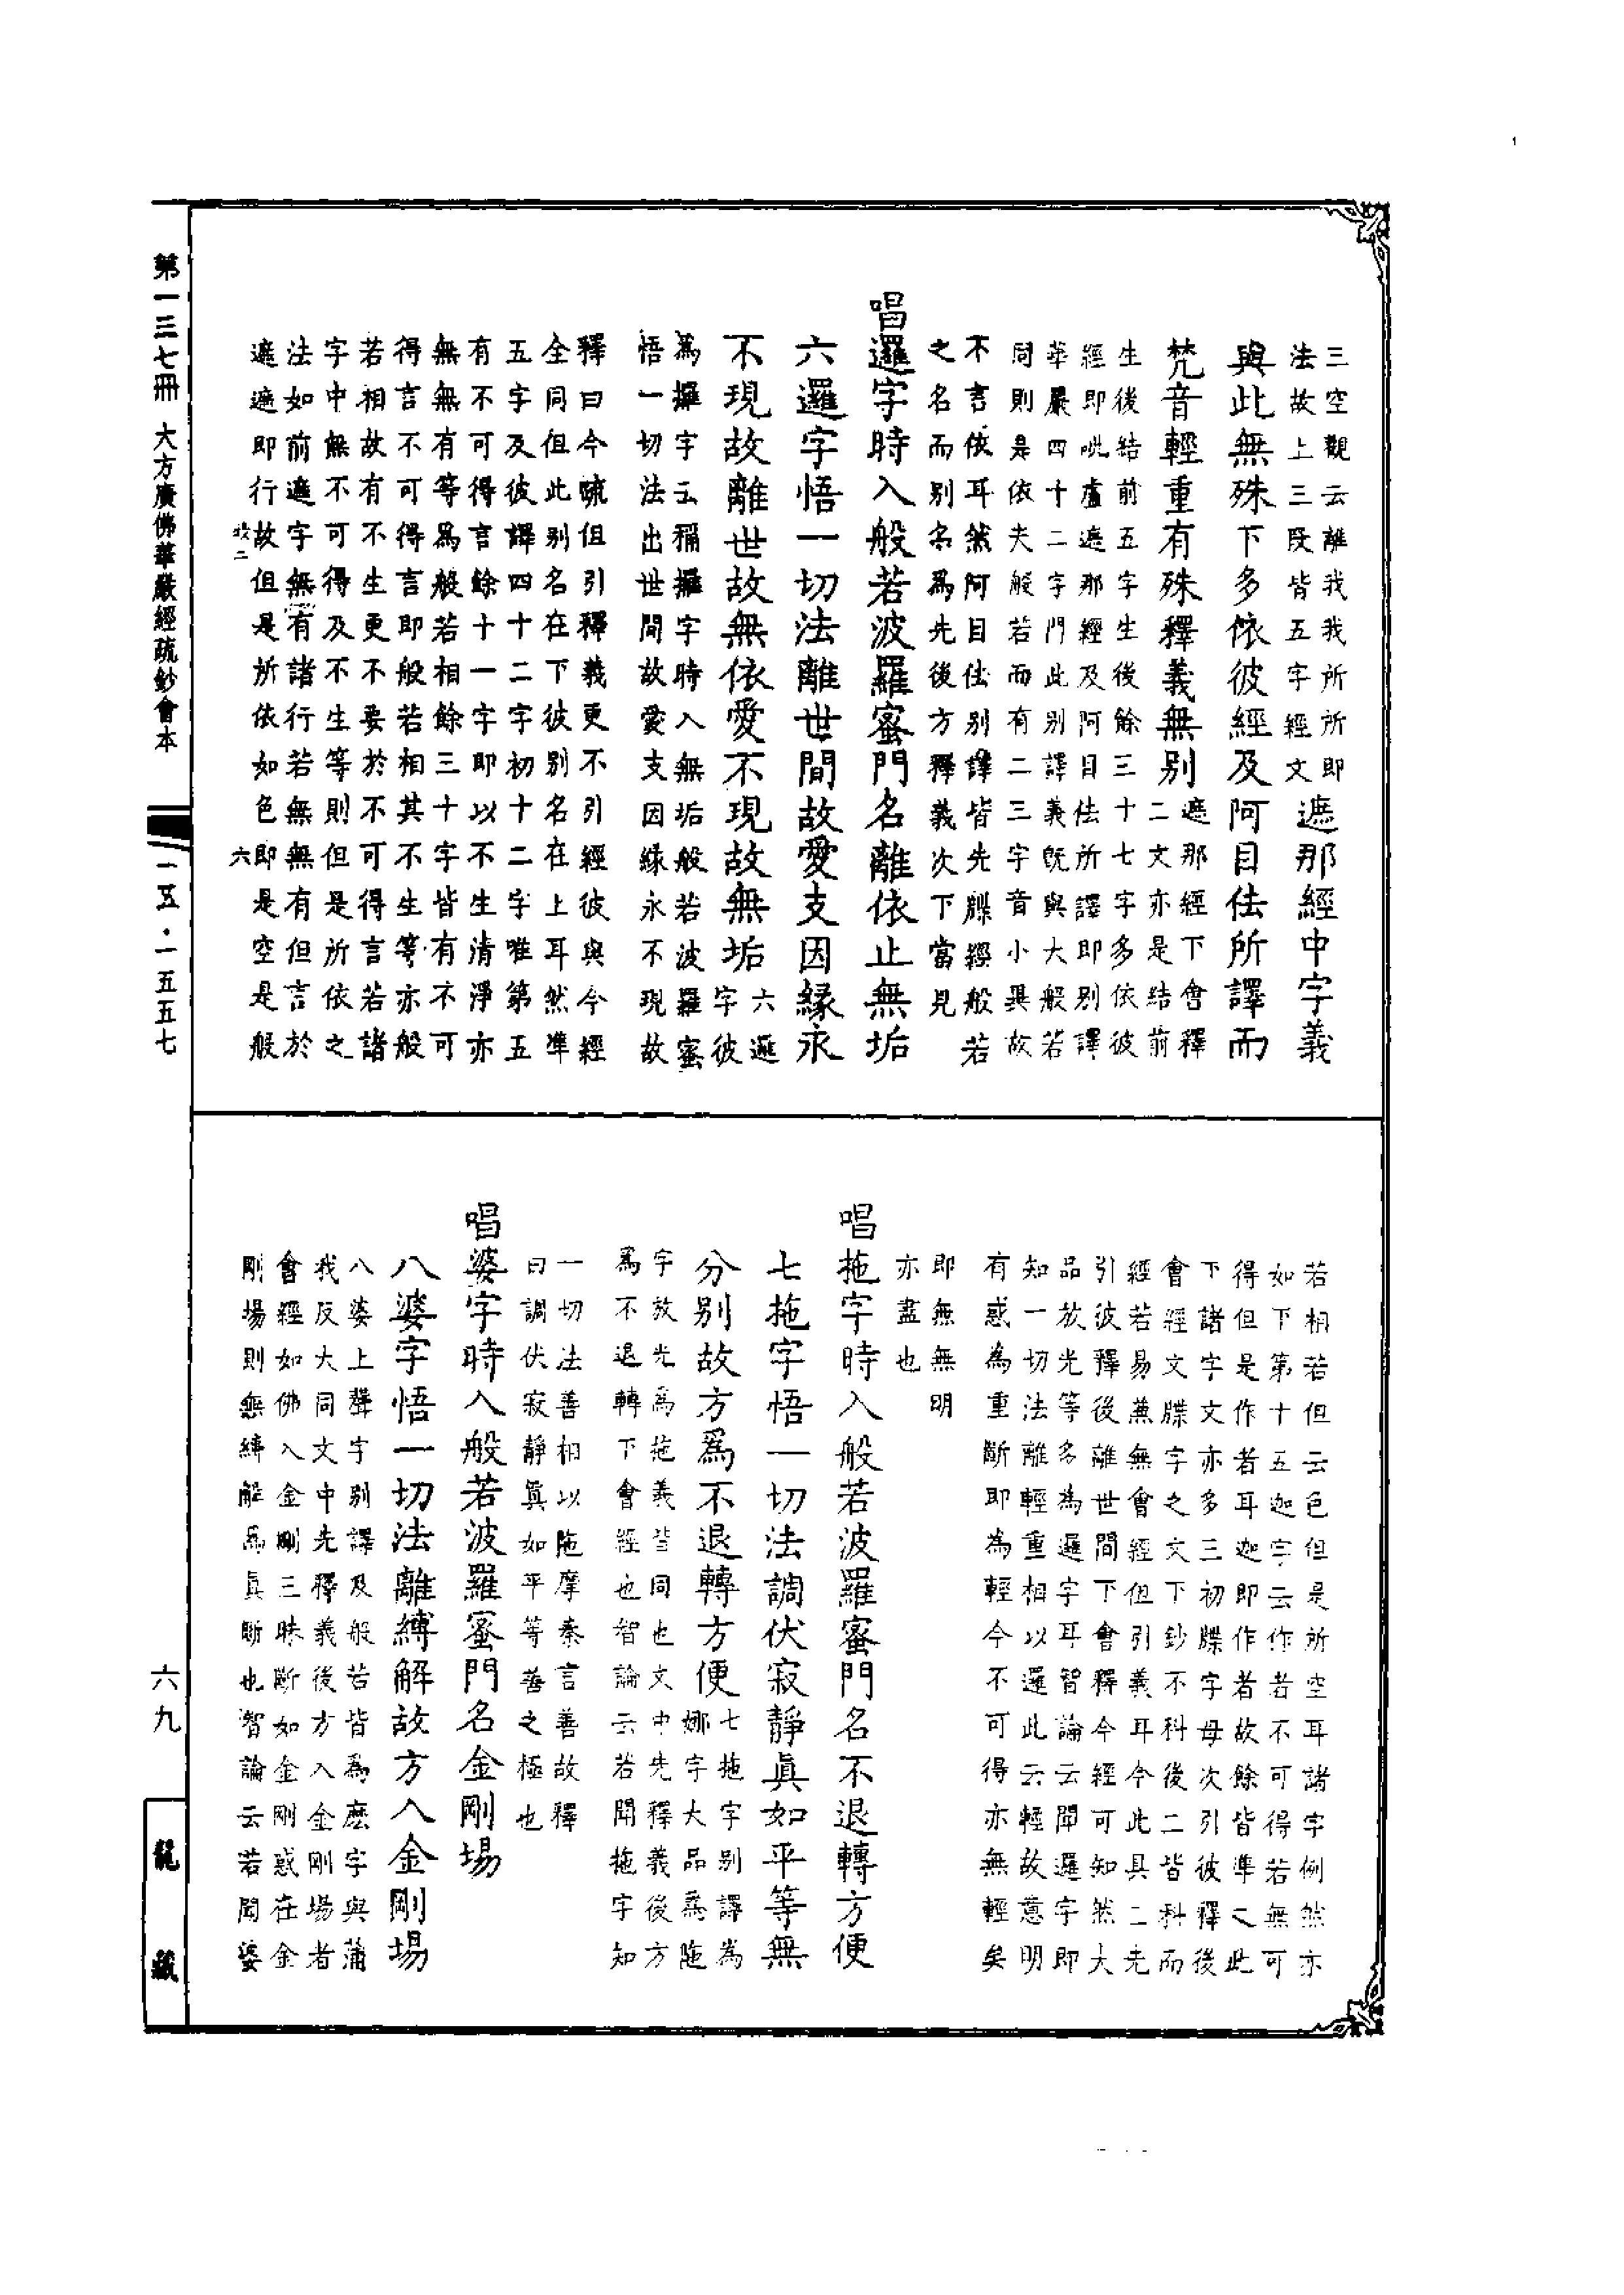 三空觀云離我我所所即
法故上三段皆五字經文
遮那經中字義
與此無殊下多依彼經及阿目佉所譯而
梵音輕重有殊釋義無別
遮那經下會釋
二文亦是結前
生後結前五字生後餘三十七字多依彼
經即毗盧遮那經及阿目佉所譯即別譯
華嚴四十二字門此別譯義既與大般若
同則是依夫般若而有二三字音小異故
不言依耳然阿目佉別譯皆先牒經般若
之名而別名為先後方釋義次下當見
唱邏字時入般若波羅蜜門名離依止無垢
六邏字悟一切法離世間故愛支因緣永
不現故離世故無依愛不現故無垢
六邏
字彼
為攞字云稱攞字時入無垢般若波羅蜜
悟一切法出世間故愛支因緣永不現故
釋曰今疏但引釋義更不引經彼與今經
全同但此別名在下彼別名在上耳然準
五字及彼譯四十二字初十二字唯第五
有不可得言餘十一字即以不生清淨亦
無無有等為般若相餘三十字皆有不可
得言不可得言即般若相其不生等亦般
若相故有不生更不要於不可得言若諸
字中無不可得及不生等則但是所依之
法如前遮字無有諸行若無無有但言於
遮遮即行故但是所依如色即是空是般
若相若但云色但是所空耳諸字例然亦
如下第十五迦字云作者不可得若無可
得但是作者耳迦即作者故餘皆準之此
下諸字文亦多三初牒字母次引彼釋後
會經文牒字之文下鈔不科後二皆科而
經若易兼無會經但引義耳今此具二先
引彼釋後離世間下會釋今經可知然大
品放光等多為邏字耳智論云聞邏字即
知一切法離輕重相以邏此云輕故意明
有惑為重斷即為輕今不可得亦無輕矣
即無無明
亦盡也
唱拖字時入般若波羅蜜門名不退轉方便
七拖字悟一切法調伏寂靜真如平等無
分別故方為不退轉方便
七拖字別譯為
娜字大品為陁
字放光為拖義皆同也文中先釋義後方
為不退轉下會經也智論云若聞拖字知
一切法善相以陁摩秦言善故釋
曰調伏寂靜真如平等善之極也
唱婆字時入般若波羅蜜門名金剛場
八婆字悟一切法離縛解故方入金剛場
八婆上聲字別譯及般若皆為麽字與蒲
我反大同文中先釋義後方入金剛場者
會經如佛入金剛三昧斷如金剛惑在金
剛場則無縛解為真斷也智論云若聞婆
第一三七冊 大方廣佛華嚴經疏鈔會本
一五·一五五七
六九
龍藏